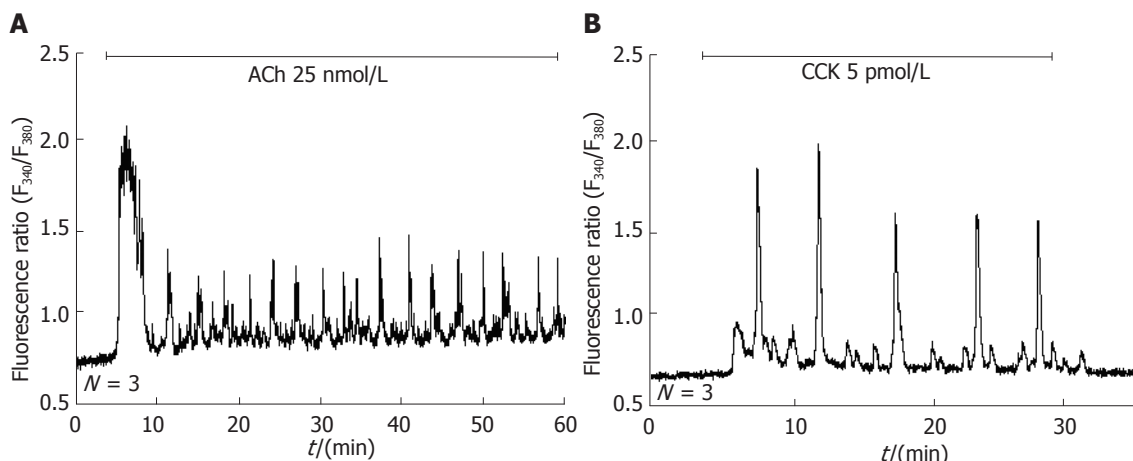 A
2.5
ACh 25 nmol/L
2.0
1.5
1.0
0.5
Fluorescence ratio (F340/F380)
N = 3
0 10 20 30 40 50 60
t/(min)
B
2.5
CCK 5 pmol/L
2.0
1.5
1.0
0.5
Fluorescence ratio (F340/F380)
N = 3
0 10 20 30
t/(min)